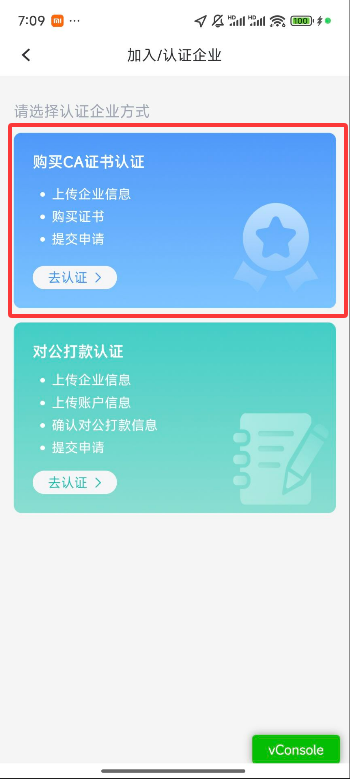 7:09
HD HD 100
加入/认证企业
请选择认证企业方式
购买CA证书认证
上传企业信息
购买证书
提交申请
去认证
对公打款认证
上传企业信息
上传账户信息
确认对公打款信息
提交申请
去认证
vConsole